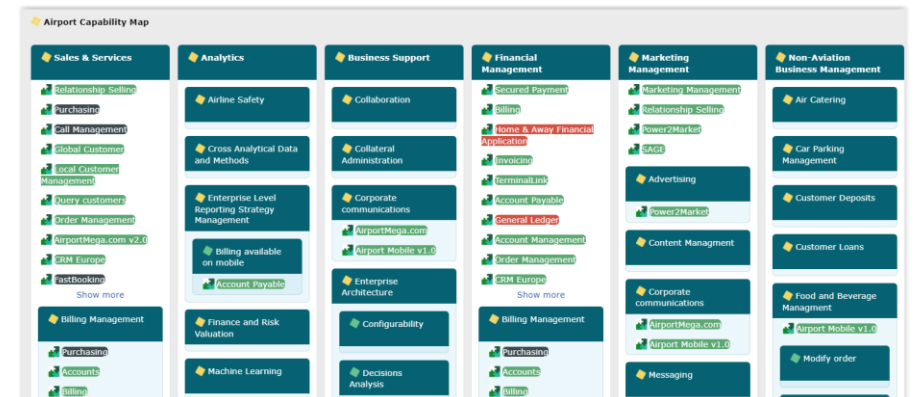 Airport Capability Map
Sales & Services
Relationship Selling
Purchasing
Call Management
Global Customer
Local Customer
Management
Query customers
Order Management
AirportMega.com v2.0
CRM Europe
FastBooking
Show more
Billing Management
Purchasing
Accounts
Billing
Analytics
Airline Safety
Cross Analytical Data
and Methods
Enterprise Level
Reporting Strategy
Management
Billing available
on mobile
Account Payable
Finance and Risk
Valuation
Machine Learning
Business Support
Collaboration
Collateral
Administration
Corporate
communications
AirportMega.com
Airport Mobile v1.0
Enterprise
Architecture
Configurability
Decisions
Analysis
Financial
Management
Secured Payment
Billing
Home & Away Financial
Application
Invoicing
TerminalLink
Account Payable
General Ledger
Account Management
Order Management
CRM Europe
Show more
Billing Management
Purchasing
Accounts
Billing
Marketing
Management
Marketing Management
Relationship Selling
Power2Market
SAGE
Advertising
Power2Market
Content Managment
Corporate
communications
AirportMega.com
Airport Mobile v1.0
Messaging
Non-Aviation
Business Management
Air Catering
Car Parking
Management
Customer Deposits
Customer Loans
Food and Beverage
Managment
Airport Mobile v1.0
Modify order